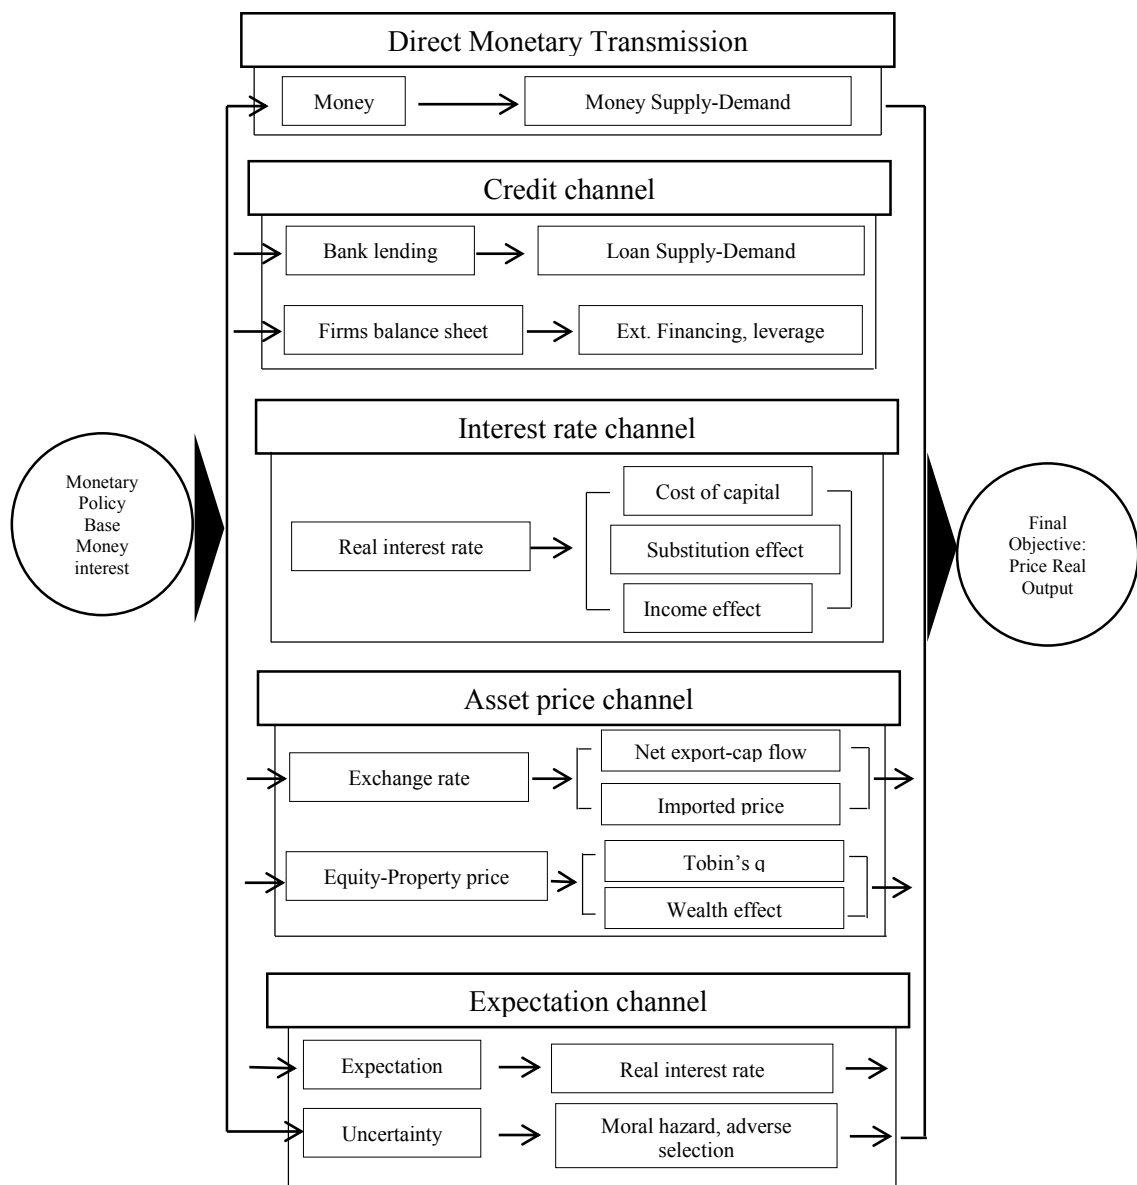 Direct Monetary Transmission
Money
Money Supply-Demand
Credit channel
Bank lending
Loan Supply-Demand
Firms balance sheet
Ext. Financing, leverage
Interest rate channel
Real interest rate
Cost of capital
Substitution effect
Income effect
Monetary
Policy
Base
Money
interest
Final
Objective:
Price Real
Output
Asset price channel
Exchange rate
Net export-cap flow
Imported price
Equity-Property price
Tobin's q
Wealth effect
Expectation channel
Expectation
Real interest rate
Uncertainty
Moral hazard, adverse
selection